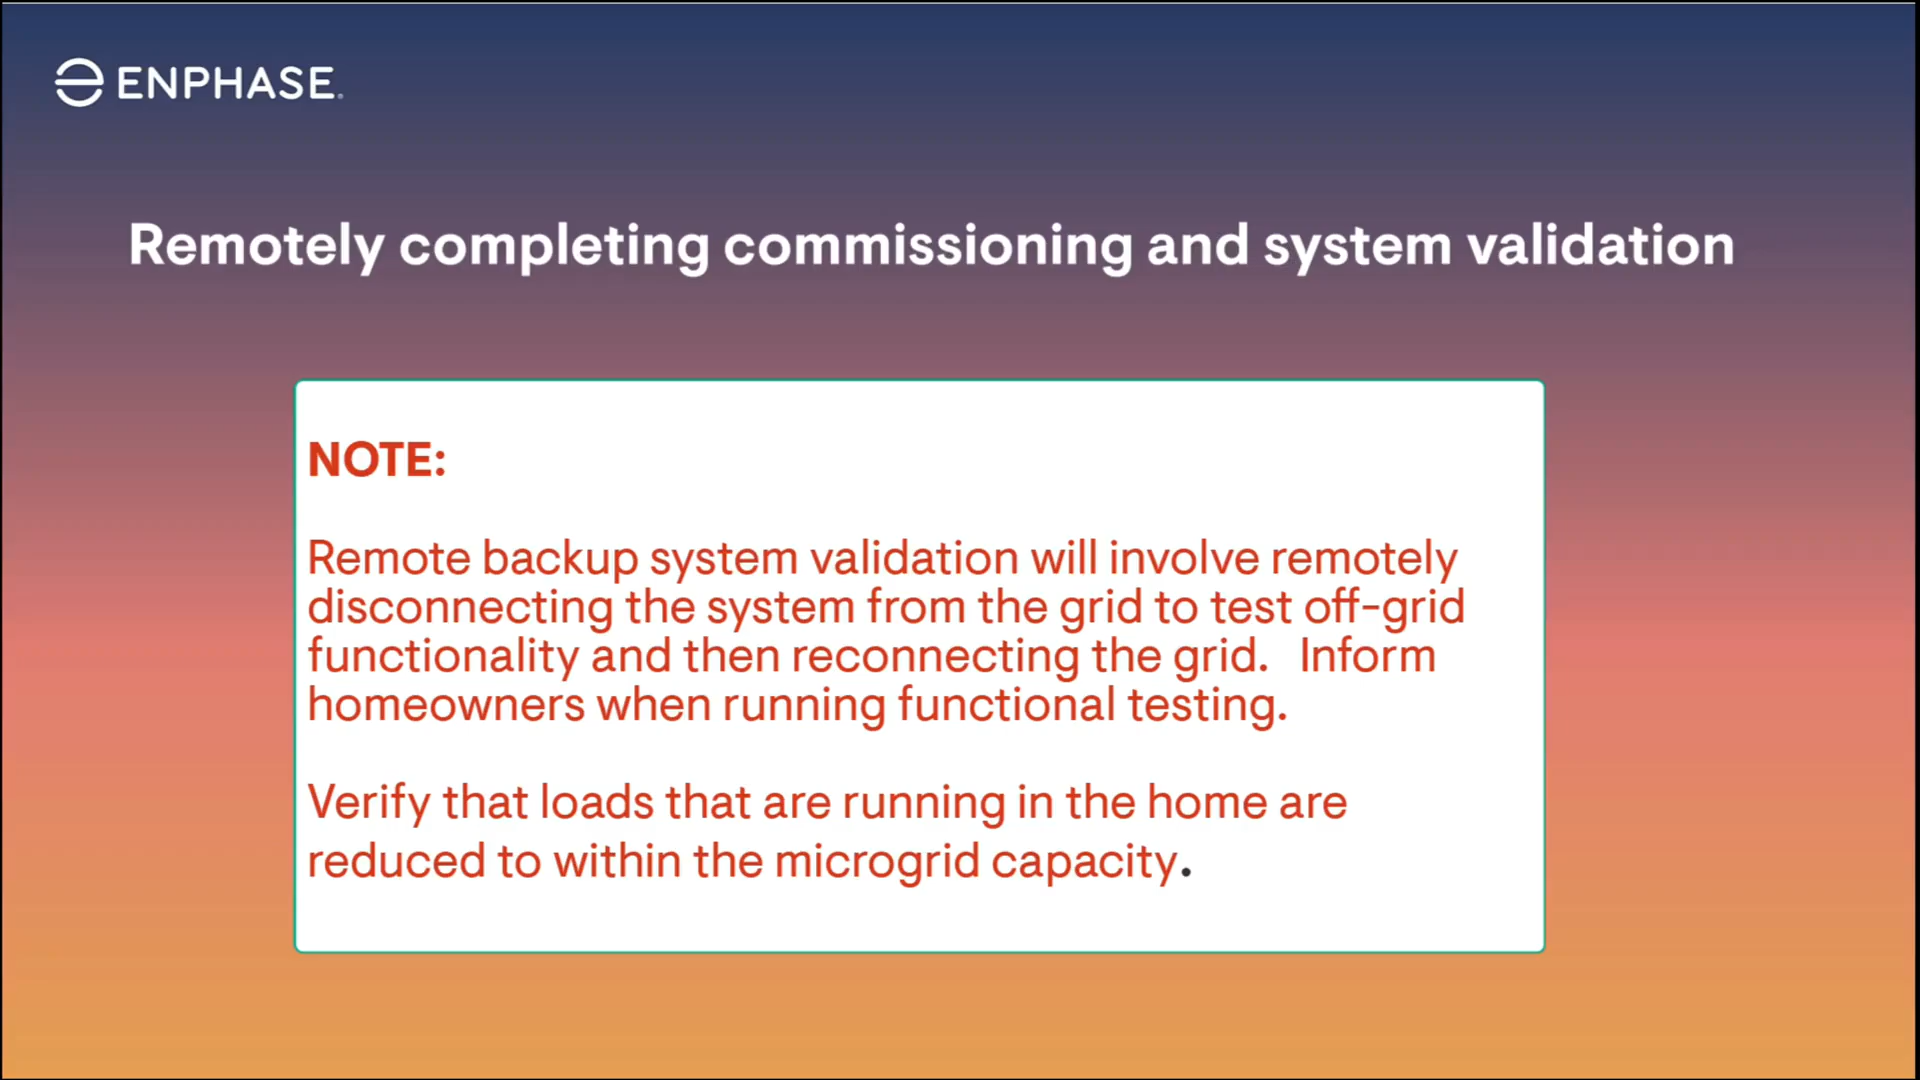 ENPHASE.
Remotely completing commissioning and system validation
NOTE:
Remote backup system validation will involve remotely
disconnecting the system from the grid to test off-grid
functionality and then reconnecting the grid.   Inform
homeowners when running functional testing.
Verify that loads that are running in the home are
reduced to within the microgrid capacity.